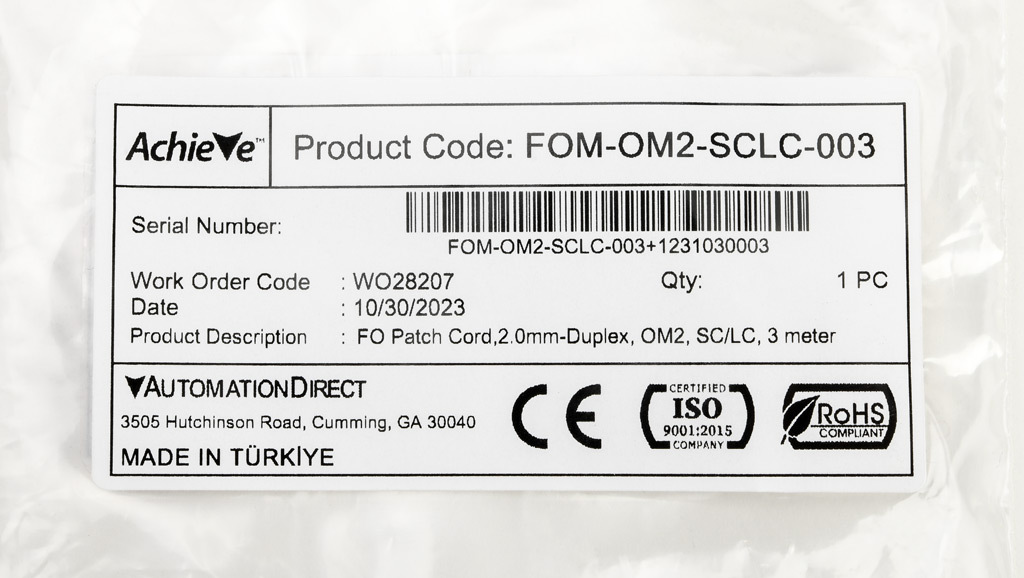 Achieve™
Product Code: FOM-OM2-SCLC-003
Serial Number:
FOM-OM2-SCLC-003+1231030003
Work Order Code : WO28207 Qty: 1 PC
Date : 10/30/2023
Product Description : FO Patch Cord,2.0mm-Duplex, OM2, SC/LC, 3 meter
AUTOMATIONDIRECT
3505 Hutchinson Road, Cumming, GA 30040
MADE IN TÜRKİYE
CE
CERTIFIED
ISO
9001:2015
COMPANY
RoHS
COMPLIANT